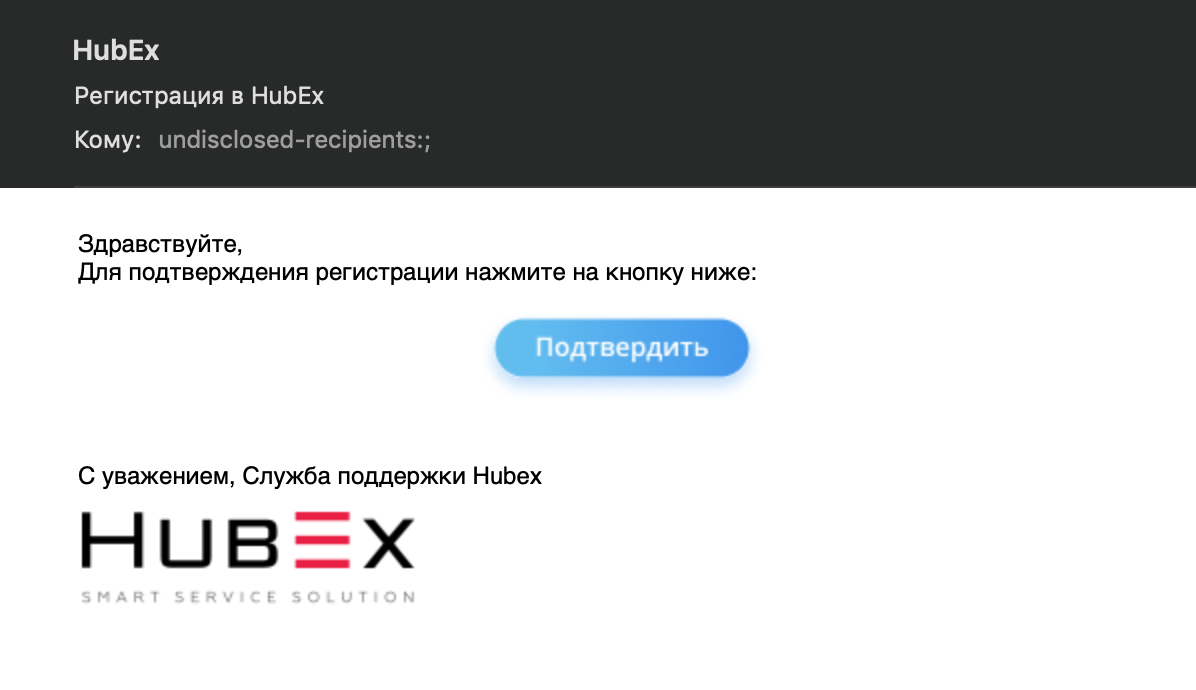 HubEx
Регистрация в HubEx
Кому: undisclosed-recipients:;
Здравствуйте,
Для подтверждения регистрации нажмите на кнопку ниже:
Подтвердить
С уважением, Служба поддержки Hubex
HUBEX
SMART SERVICE SOLUTION